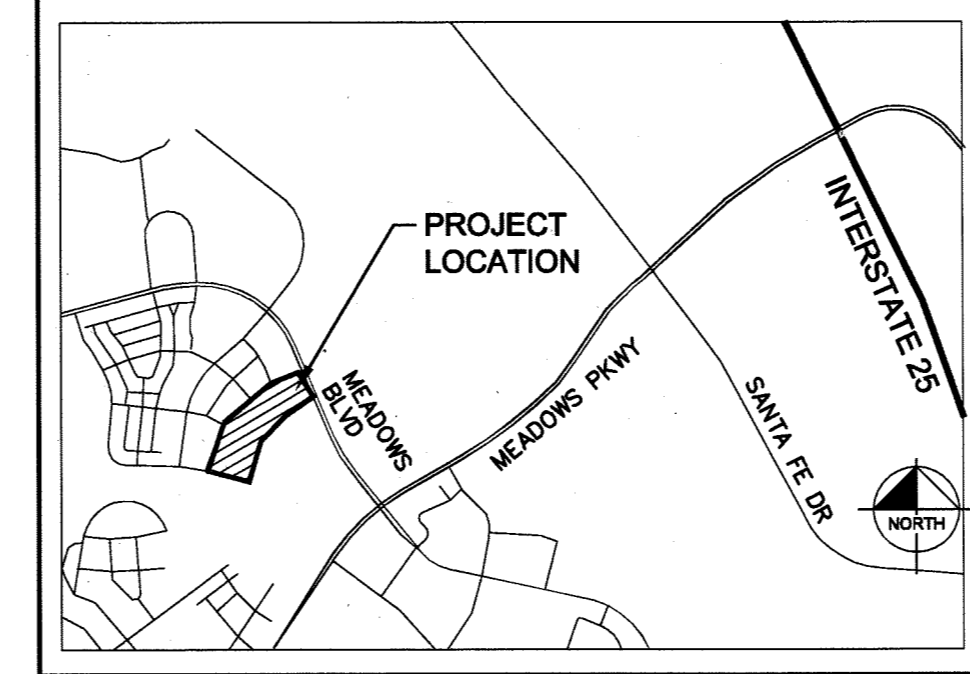 PROJECT
LOCATION
INTERSTATE 25
MEADOWS
BLVD
MEADOWS PKWY
SANTA FE DR
NORTH